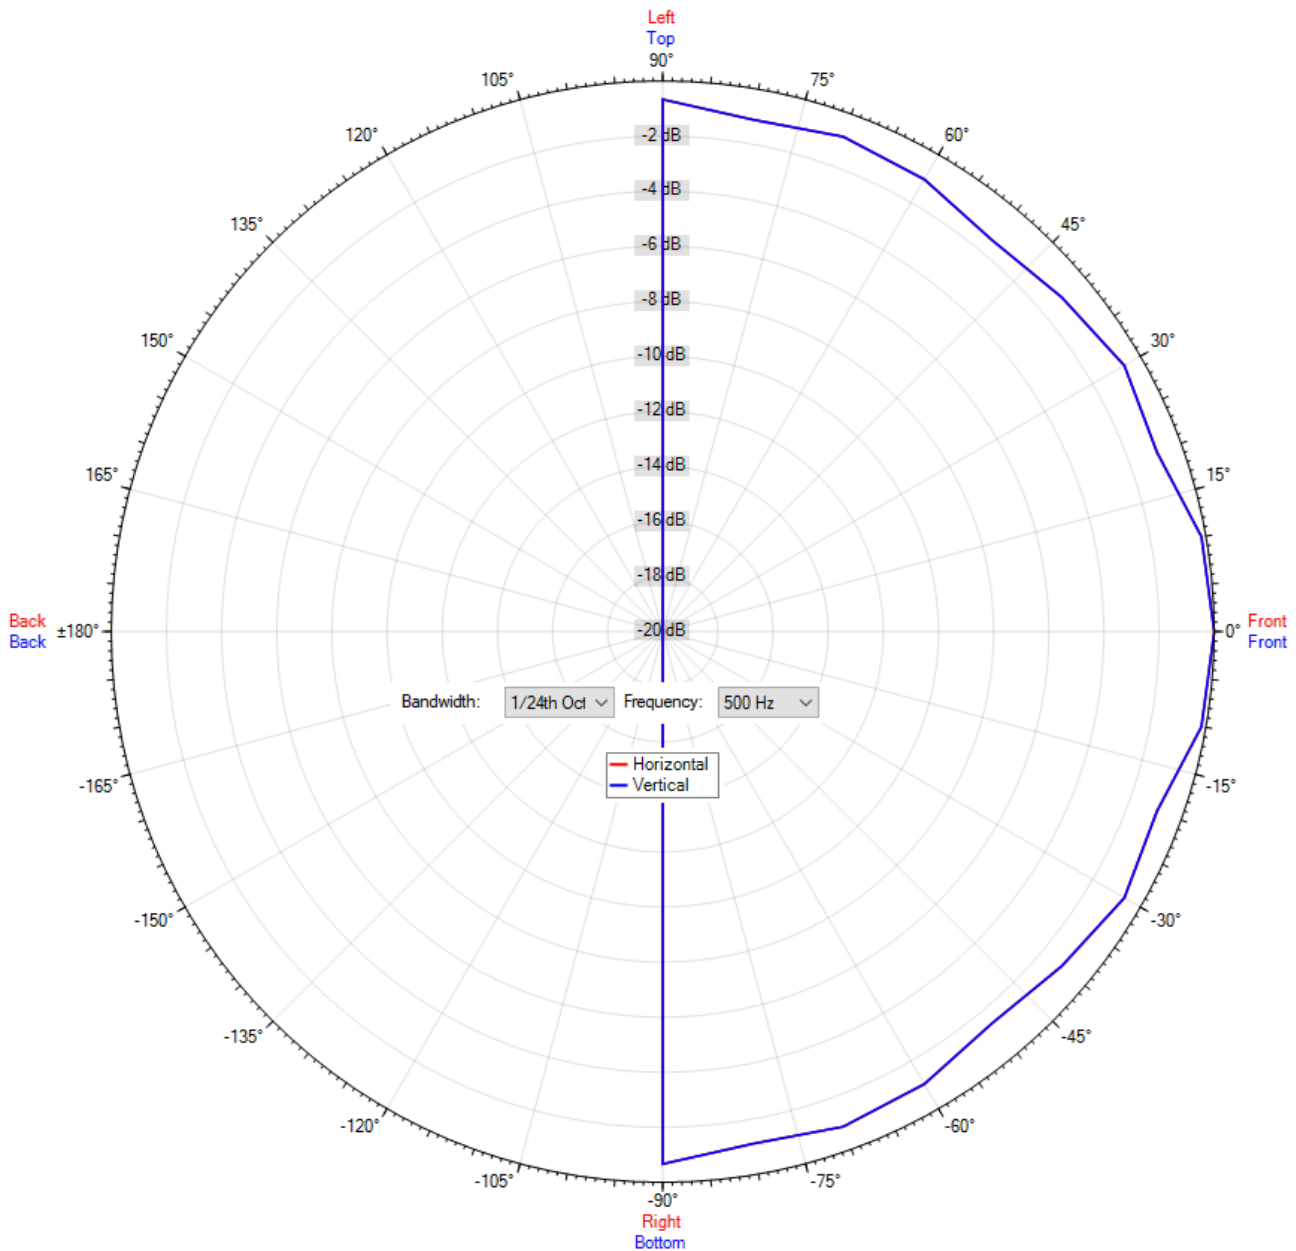 Left
Top
90°
105°
75°
120°
60°
-2 dB
-4 dB
135°
45°
-6 dB
-8 dB
150°
30°
-10 dB
-12 dB
-14 dB
165°
15°
-16 dB
-18 dB
Back
Back
±180°
-20 dB
0°
Front
Front
Bandwidth: 1/24th Oct Frequency: 500 Hz
Horizontal
Vertical
-165°
-15°
-150°
-30°
-135°
-45°
-120°
-60°
-105°
-75°
-90°
Right
Bottom